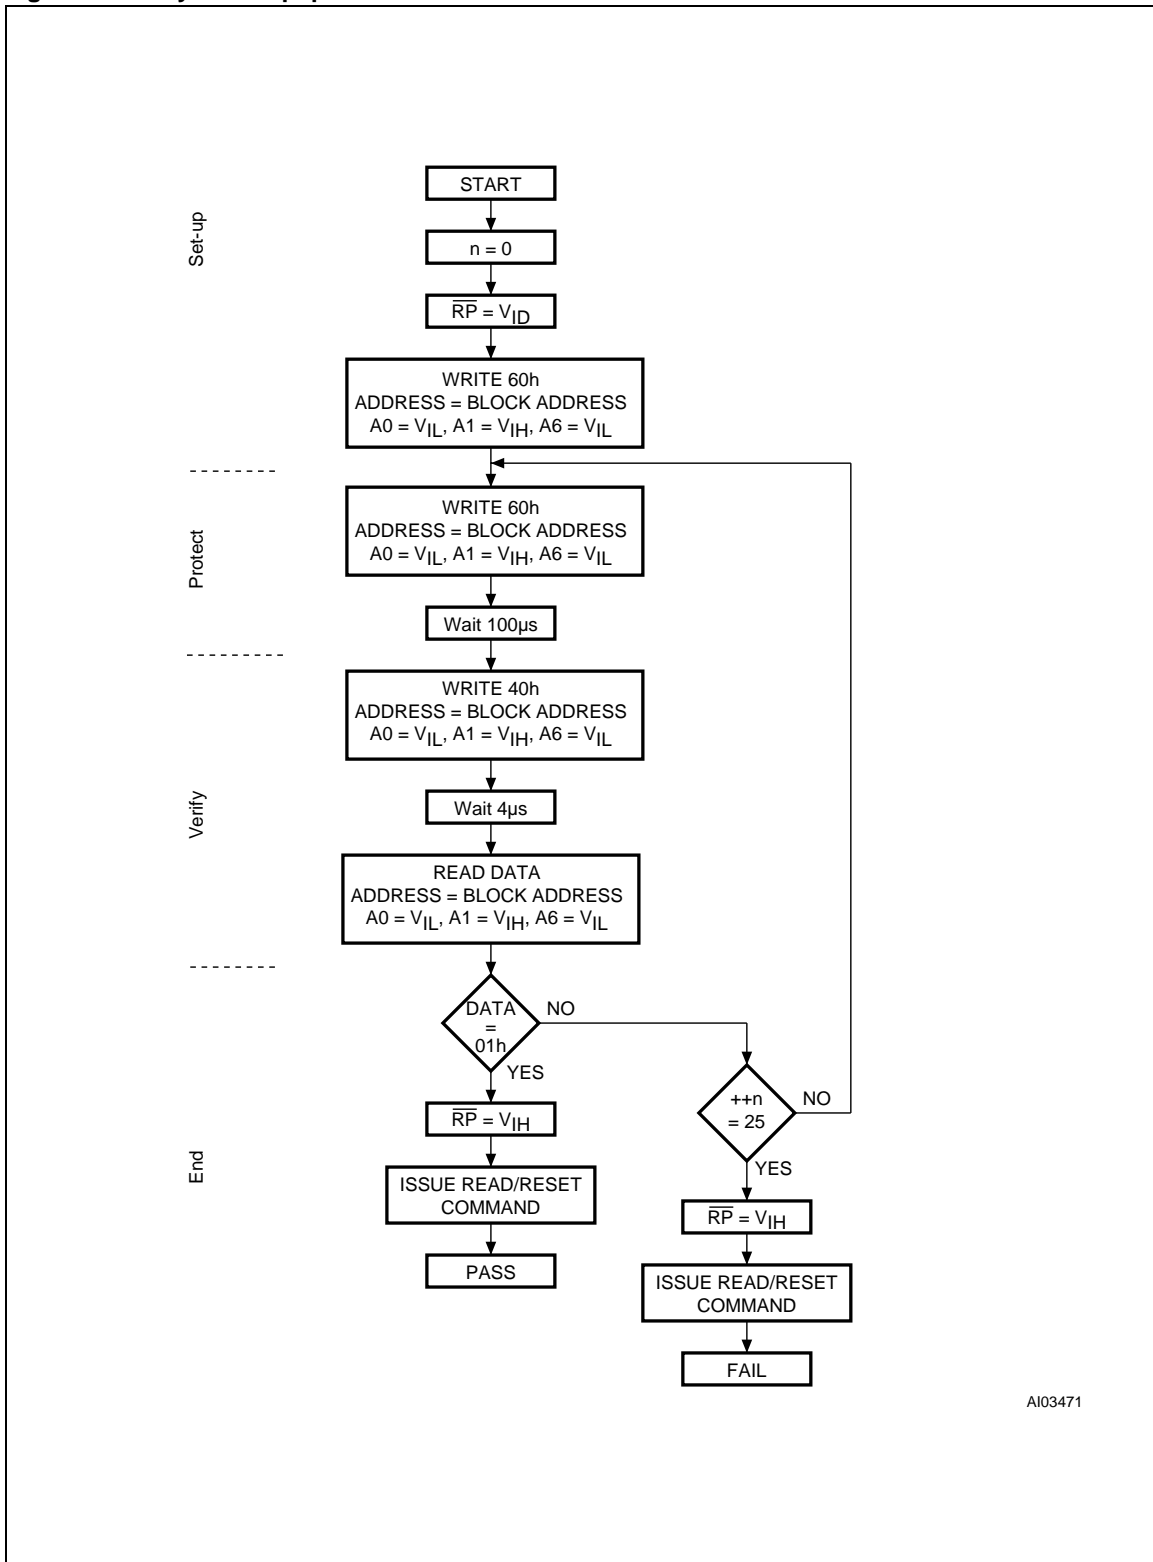 Set-up
START
n = 0
R̅P̅ = VID
WRITE 60h
ADDRESS = BLOCK ADDRESS
A0 = VIL, A1 = VIH, A6 = VIL
Protect
WRITE 60h
ADDRESS = BLOCK ADDRESS
A0 = VIL, A1 = VIH, A6 = VIL
Wait 100µs
Verify
WRITE 40h
ADDRESS = BLOCK ADDRESS
A0 = VIL, A1 = VIH, A6 = VIL
Wait 4µs
READ DATA
ADDRESS = BLOCK ADDRESS
A0 = VIL, A1 = VIH, A6 = VIL
End
DATA
=
01h
NO
YES
R̅P̅ = VIH
ISSUE READ/RESET
COMMAND
PASS
++n
= 25
NO
YES
R̅P̅ = VIH
ISSUE READ/RESET
COMMAND
FAIL
AI03471